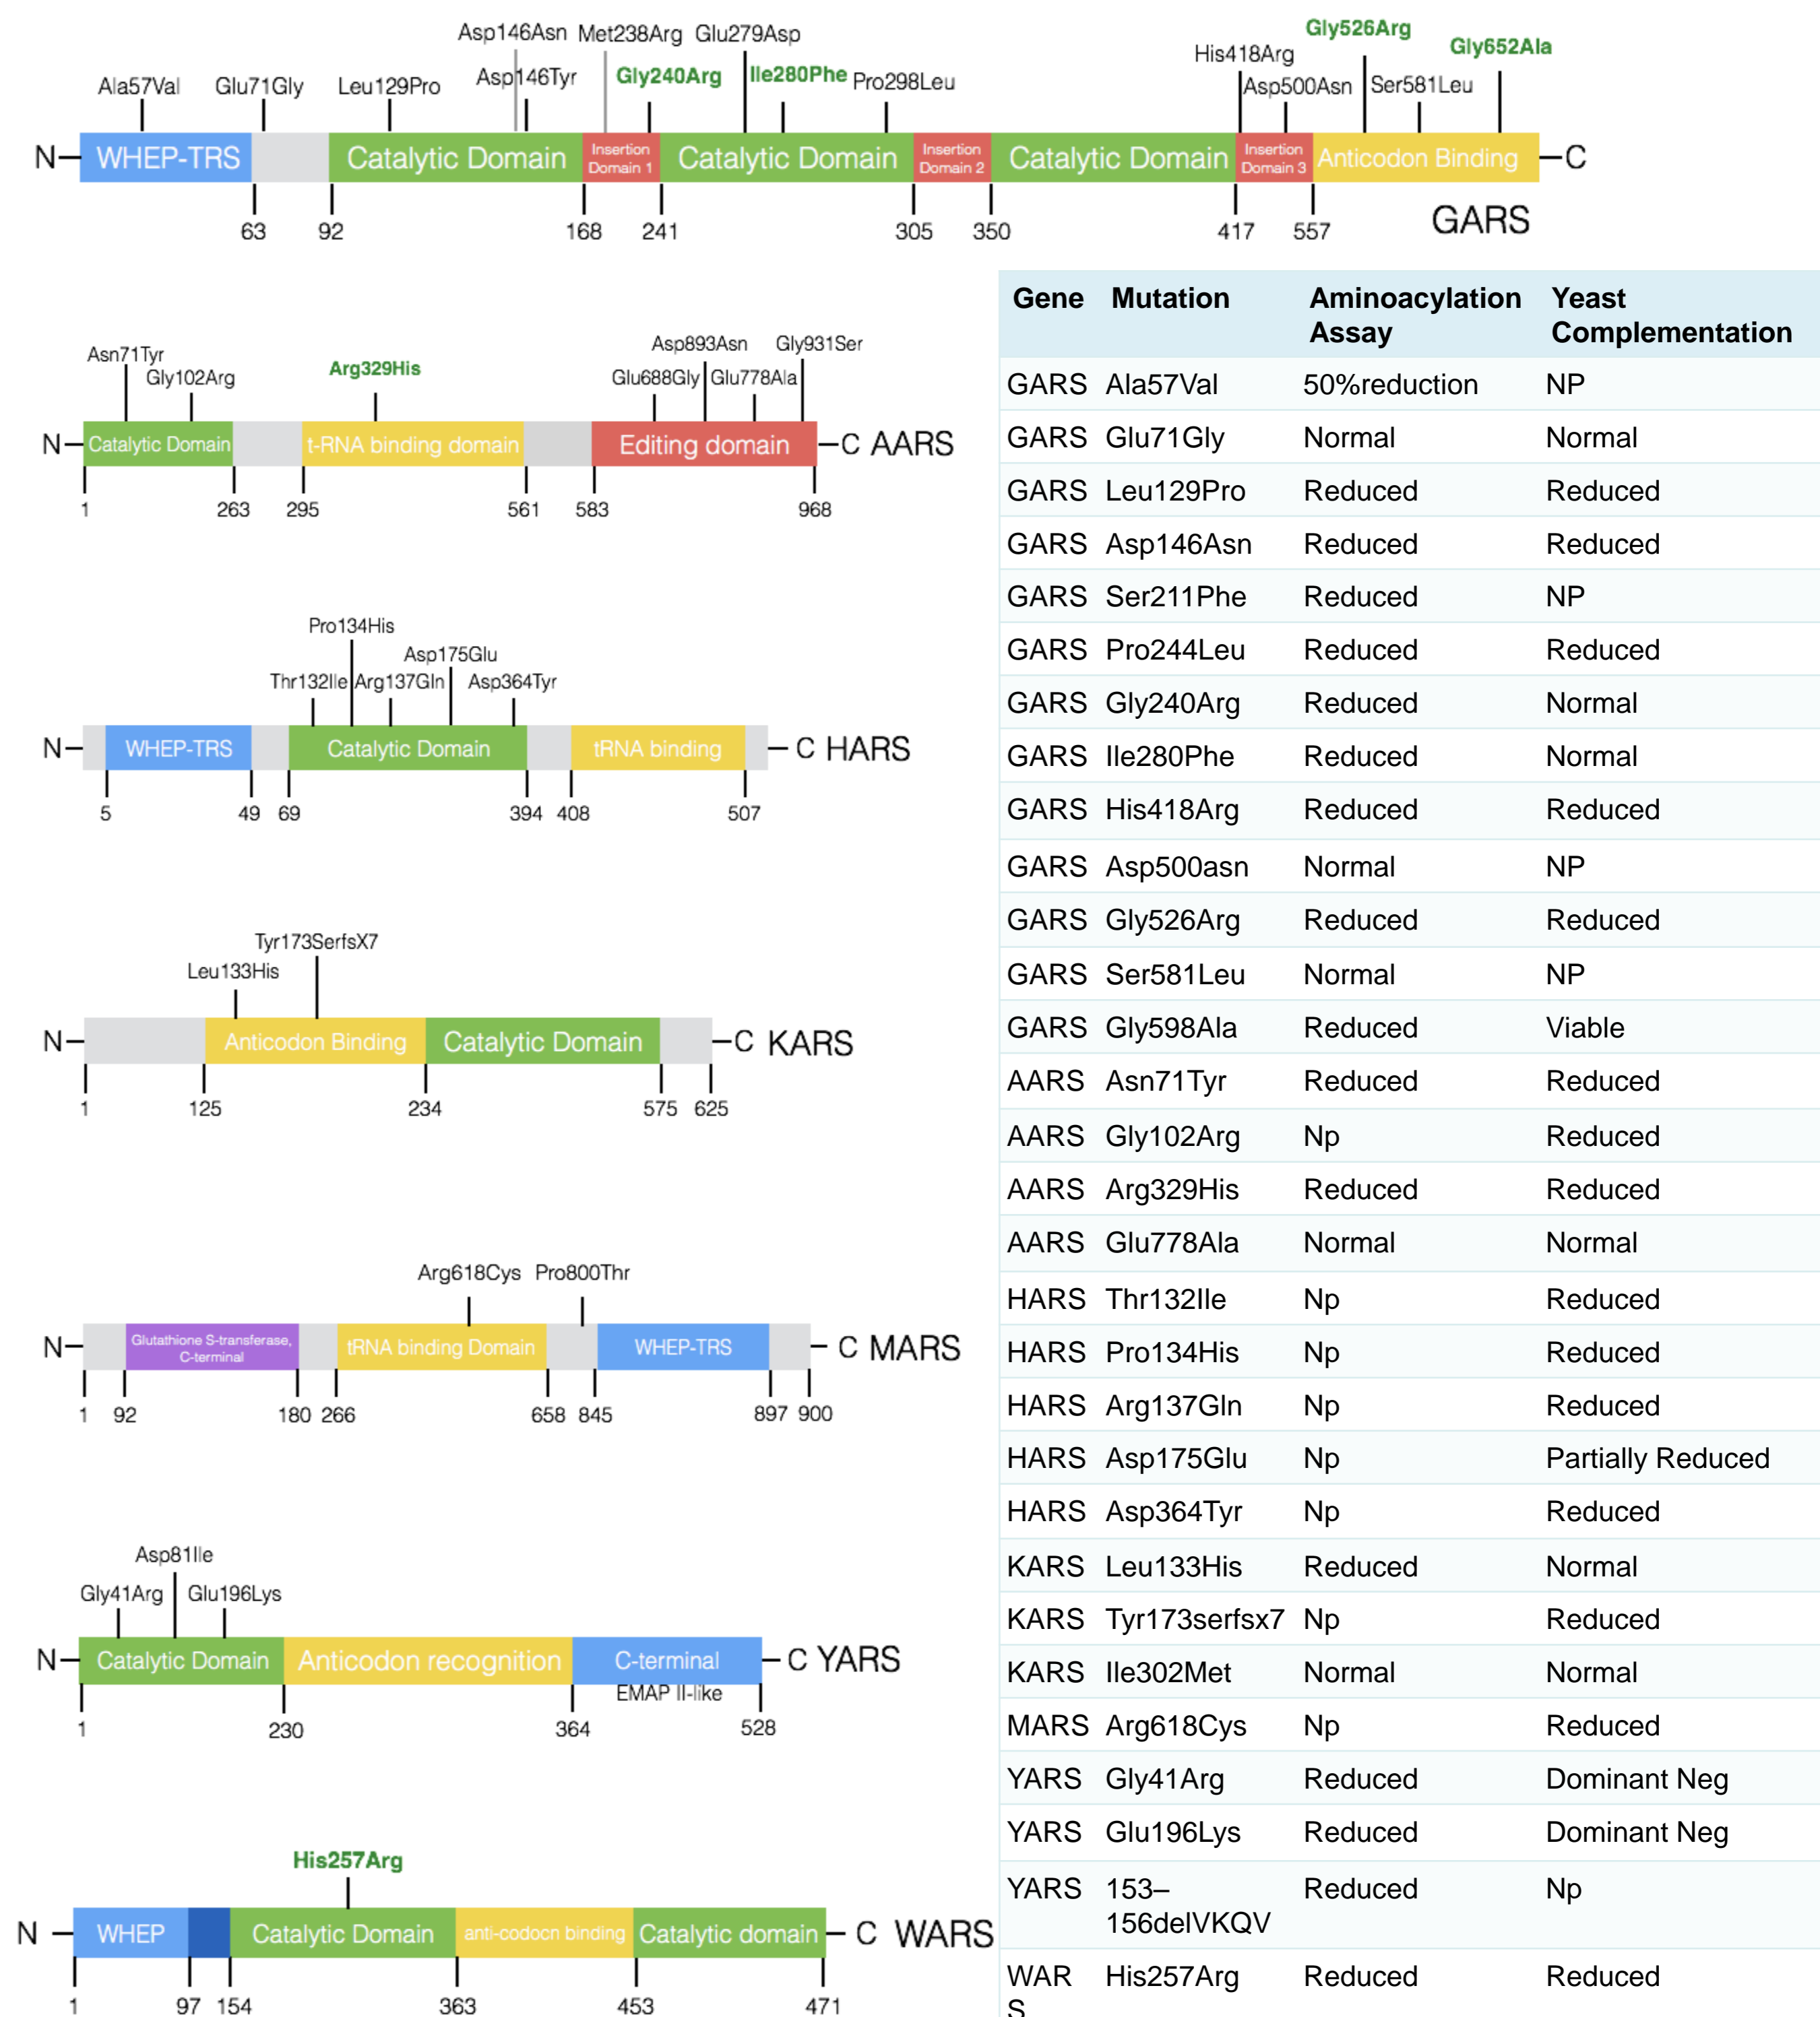 Asp146Asn Met238Arg Glu279Asp Gly526Arg
His418Arg Gly652Ala
Ala57Val Glu71Gly Leu129Pro Asp146Tyr Gly240Arg Ile280Phe Pro298Leu Asp500Asn Ser581Leu
N WHEP-TRS Catalytic Domain Insertion Domain 1 Catalytic Domain Insertion Domain 2 Catalytic Domain Insertion Domain 3 Anticodon Binding C
63 92 168 241 305 350 417 557 GARS
Asn71Tyr Asp893Asn Gly931Ser
Gly102Arg Arg329His Glu688Gly Glu778Ala
N Catalytic Domain t-RNA binding domain Editing domain C AARS
1 263 295 561 583 968
Pro134His
Asp175Glu
Thr132Ile Arg137Gln Asp364Tyr
N WHEP-TRS Catalytic Domain tRNA binding C HARS
5 49 69 394 408 507
Tyr173SerfsX7
Leu133His
N Anticodon Binding Catalytic Domain C KARS
1 125 234 575 625
Arg618Cys Pro800Thr
N Glutathione S-transferase, C-terminal tRNA binding Domain WHEP-TRS C MARS
1 92 180 266 658 845 897 900
Asp81Ile
Gly41Arg Glu196Lys
N Catalytic Domain Anticodon recognition C-terminal C YARS
EMAP II-like
1 230 364 528
His257Arg
N WHEP Catalytic Domain anti-codocn binding Catalytic domain C WARS
1 97 154 363 453 471
Gene Mutation Aminoacylation Assay Yeast Complementation
GARS Ala57Val 50%reduction NP
GARS Glu71Gly Normal Normal
GARS Leu129Pro Reduced Reduced
GARS Asp146Asn Reduced Reduced
GARS Ser211Phe Reduced NP
GARS Pro244Leu Reduced Reduced
GARS Gly240Arg Reduced Normal
GARS Ile280Phe Reduced Normal
GARS His418Arg Reduced Reduced
GARS Asp500asn Normal NP
GARS Gly526Arg Reduced Reduced
GARS Ser581Leu Normal NP
GARS Gly598Ala Reduced Viable
AARS Asn71Tyr Reduced Reduced
AARS Gly102Arg Np Reduced
AARS Arg329His Reduced Reduced
AARS Glu778Ala Normal Normal
HARS Thr132Ile Np Reduced
HARS Pro134His Np Reduced
HARS Arg137Gln Np Reduced
HARS Asp175Glu Np Partially Reduced
HARS Asp364Tyr Np Reduced
KARS Leu133His Reduced Normal
KARS Tyr173serfsx7 Np Reduced
KARS Ile302Met Normal Normal
MARS Arg618Cys Np Reduced
YARS Gly41Arg Reduced Dominant Neg
YARS Glu196Lys Reduced Dominant Neg
YARS 153–156delVKQV Reduced Np
WARS His257Arg Reduced Reduced